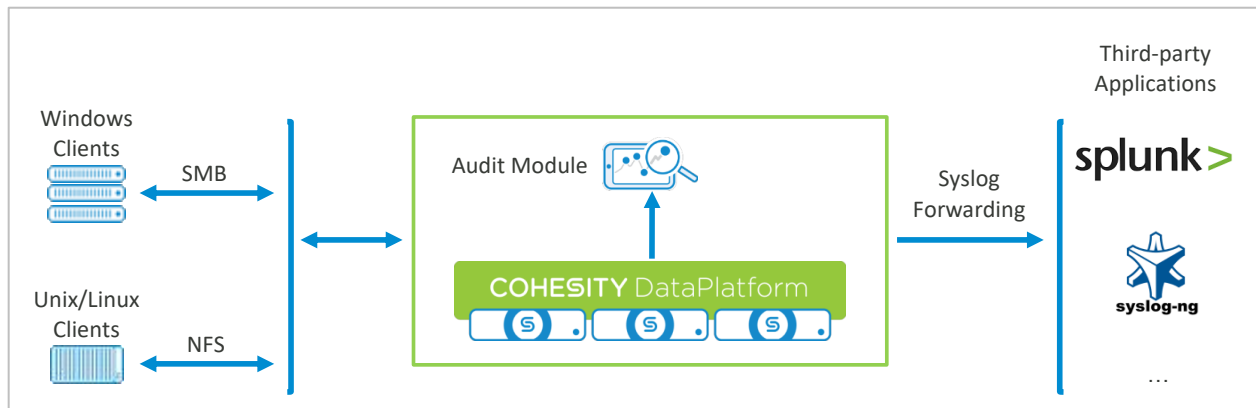 Windows
Clients
SMB
Unix/Linux
Clients
NFS
Audit Module
COHESITY DataPlatform
Syslog
Forwarding
Third-party
Applications
splunk>
syslog-ng
...